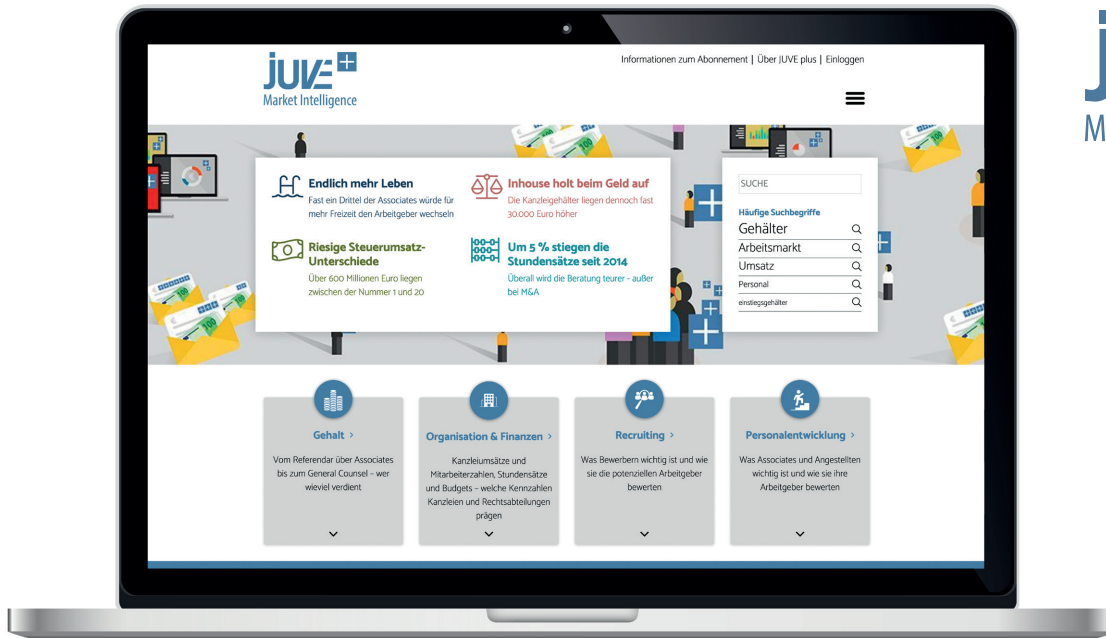 Informationen zum Abonnement | Über JUVE plus | Einloggen
JUVE
Market Intelligence
Endlich mehr Leben
Fast ein Drittel der Associates würde für
mehr Freizeit den Arbeitgeber wechseln
Inhouse holt beim Geld auf
Die Kanzleigehälter liegen dennoch fast
30.000 Euro höher
Riesige Steuerumsatz-
Unterschiede
Über 600 Millionen Euro liegen
zwischen der Nummer 1 und 20
Um 5 % stiegen die
Stundensätze seit 2014
Überall wird die Beratung teurer - außer
bei M&A
SUCHE
Häufige Suchbegriffe
Gehälter
Arbeitsmarkt
Umsatz
Personal
einstiegsgehälter
Gehalt >
Vom Referendar über Associates
bis zum General Counsel – wer
wieviel verdient
Organisation & Finanzen >
Kanzleiumsätze und
Mitarbeiterzahlen, Stundensätze
und Budgets – welche Kennzahlen
Kanzleien und Rechtsabteilungen
prägen
Recruiting >
Was Bewerbern wichtig ist und wie
sie die potenziellen Arbeitgeber
bewerten
Personalentwicklung >
Was Associates und Angestellten
wichtig ist und wie sie ihre
Arbeitgeber bewerten
j
M